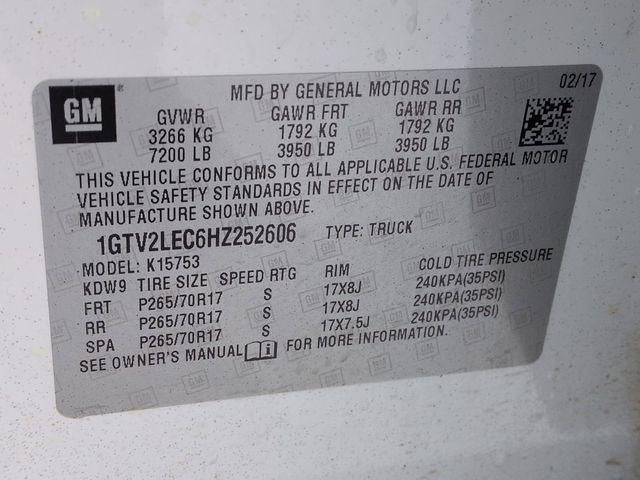 GM
MFD BY GENERAL MOTORS LLC 02/17
GVWR GAWR FRT GAWR RR
3266 KG 1792 KG 1792 KG
7200 LB 3950 LB 3950 LB
THIS VEHICLE CONFORMS TO ALL APPLICABLE U.S. FEDERAL MOTOR
VEHICLE SAFETY STANDARDS IN EFFECT ON THE DATE OF
MANUFACTURE SHOWN ABOVE.
1GTV2LEC6HZ252606 TYPE: TRUCK
MODEL: K15753
KDW9 TIRE SIZE SPEED RTG RIM COLD TIRE PRESSURE
FRT P265/70R17 S 17X8J 240KPA(35PSI)
RR P265/70R17 S 17X8J 240KPA(35PSI)
SPA P265/70R17 S 17X7.5J 240KPA(35PSI)
SEE OWNER'S MANUAL FOR MORE INFORMATION.